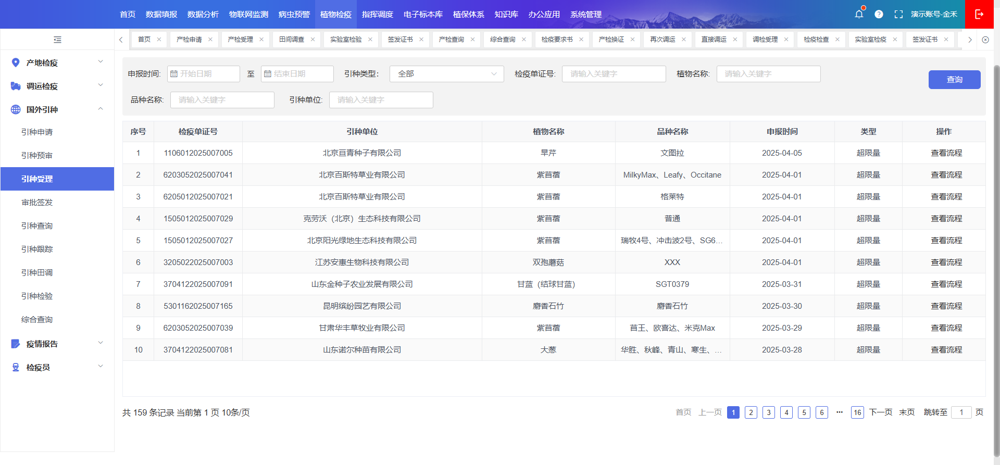 首页 数据填报 数据分析 物联网监测 病虫预警 植物检疫 指挥调度 电子标本库 植保体系 知识库 办公应用 系统管理 演示账号-金禾
首页 产检申请 产检受理 田间调查 实验室检验 签发证书 产检查询 综合查询 检疫要求书 产检换证 再次调运 直接调运 调检受理 检疫检查 实验室检疫 签发证书
产地检疫
调运检疫
国外引种
引种申请
引种预审
引种受理
审批签发
引种查询
引种跟踪
引种田调
引种检验
综合查询
疫情报告
检疫员
申报时间: 开始日期 至 结束日期 引种类型: 全部 检疫单证号: 请输入关键字 植物名称: 请输入关键字 查询
品种名称: 请输入关键字 引种单位: 请输入关键字
序号 检疫单证号 引种单位 植物名称 品种名称 申报时间 类型 操作
1 1106012025007005 北京亘青种子有限公司 旱芹 文图拉 2025-04-05 超限量 查看流程
2 6203052025007041 北京百斯特草业有限公司 紫苜蓿 MilkyMax、Leafy、Occitane 2025-04-01 超限量 查看流程
3 6205012025007021 北京百斯特草业有限公司 紫苜蓿 格莱特 2025-04-01 超限量 查看流程
4 1505012025007029 克劳沃（北京）生态科技有限公司 紫苜蓿 普通 2025-04-01 超限量 查看流程
5 1505012025007027 北京阳光绿地生态科技有限公司 紫苜蓿 瑞牧4号、冲击波2号、SG6... 2025-04-01 超限量 查看流程
6 3205022025007003 江苏安惠生物科技有限公司 双孢蘑菇 XXX 2025-04-01 超限量 查看流程
7 3704122025007091 山东金种子农业发展有限公司 甘蓝（结球甘蓝） SGT0379 2025-03-31 超限量 查看流程
8 5301162025007165 昆明缤纷园艺有限公司 麝香石竹 麝香石竹 2025-03-30 超限量 查看流程
9 6203052025007039 甘肃华丰草牧业有限公司 紫苜蓿 苜王、欧喜达、米克Max 2025-03-29 超限量 查看流程
10 3704122025007081 山东诺尔种苗有限公司 大葱 华胜、秋峰、青山、寒生、... 2025-03-28 超限量 查看流程
共 159 条记录 当前第 1 页 10条/页 首页 上一页 1 2 3 4 5 6 ••• 16 下一页 末页 跳转至 1 页